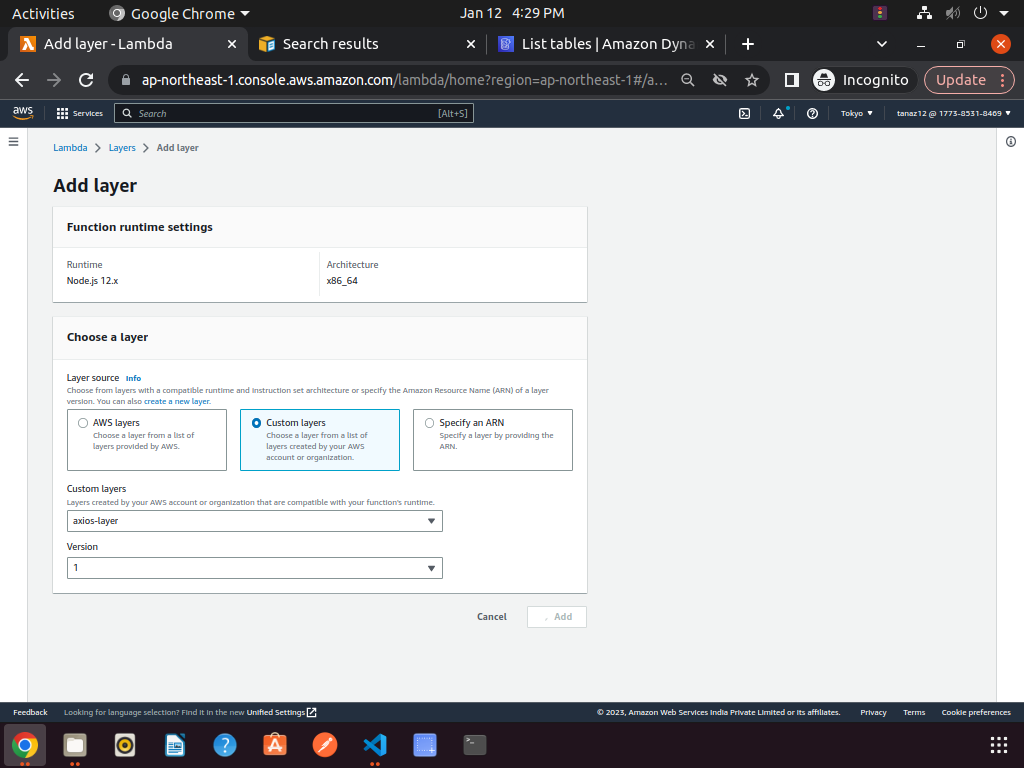 Activities
Google Chrome
Jan 12 4:29 PM
Add layer - Lambda
Search results
List tables | Amazon Dyna
ap-northeast-1.console.aws.amazon.com/lambda/home?region=ap-northeast-1#/a...
Incognito
Update
aws
Services
Search
[Alt+S]
Tokyo
tanaz12 @ 1773-8531-8469
Lambda
Layers
Add layer
Add layer
Function runtime settings
Runtime
Node.js 12.x
Architecture
x86_64
Choose a layer
Layer source Info
Choose from layers with a compatible runtime and instruction set architecture or specify the Amazon Resource Name (ARN) of a layer
version. You can also create a new layer.
AWS layers
Choose a layer from a list of
layers provided by AWS.
Custom layers
Choose a layer from a list of
layers created by your AWS
account or organization.
Specify an ARN
Specify a layer by providing the
ARN.
Custom layers
Layers created by your AWS account or organization that are compatible with your function's runtime.
axios-layer
Version
1
Cancel
Add
Feedback
Looking for language selection? Find it in the new Unified Settings
© 2023, Amazon Web Services India Private Limited or its affiliates.
Privacy
Terms
Cookie preferences